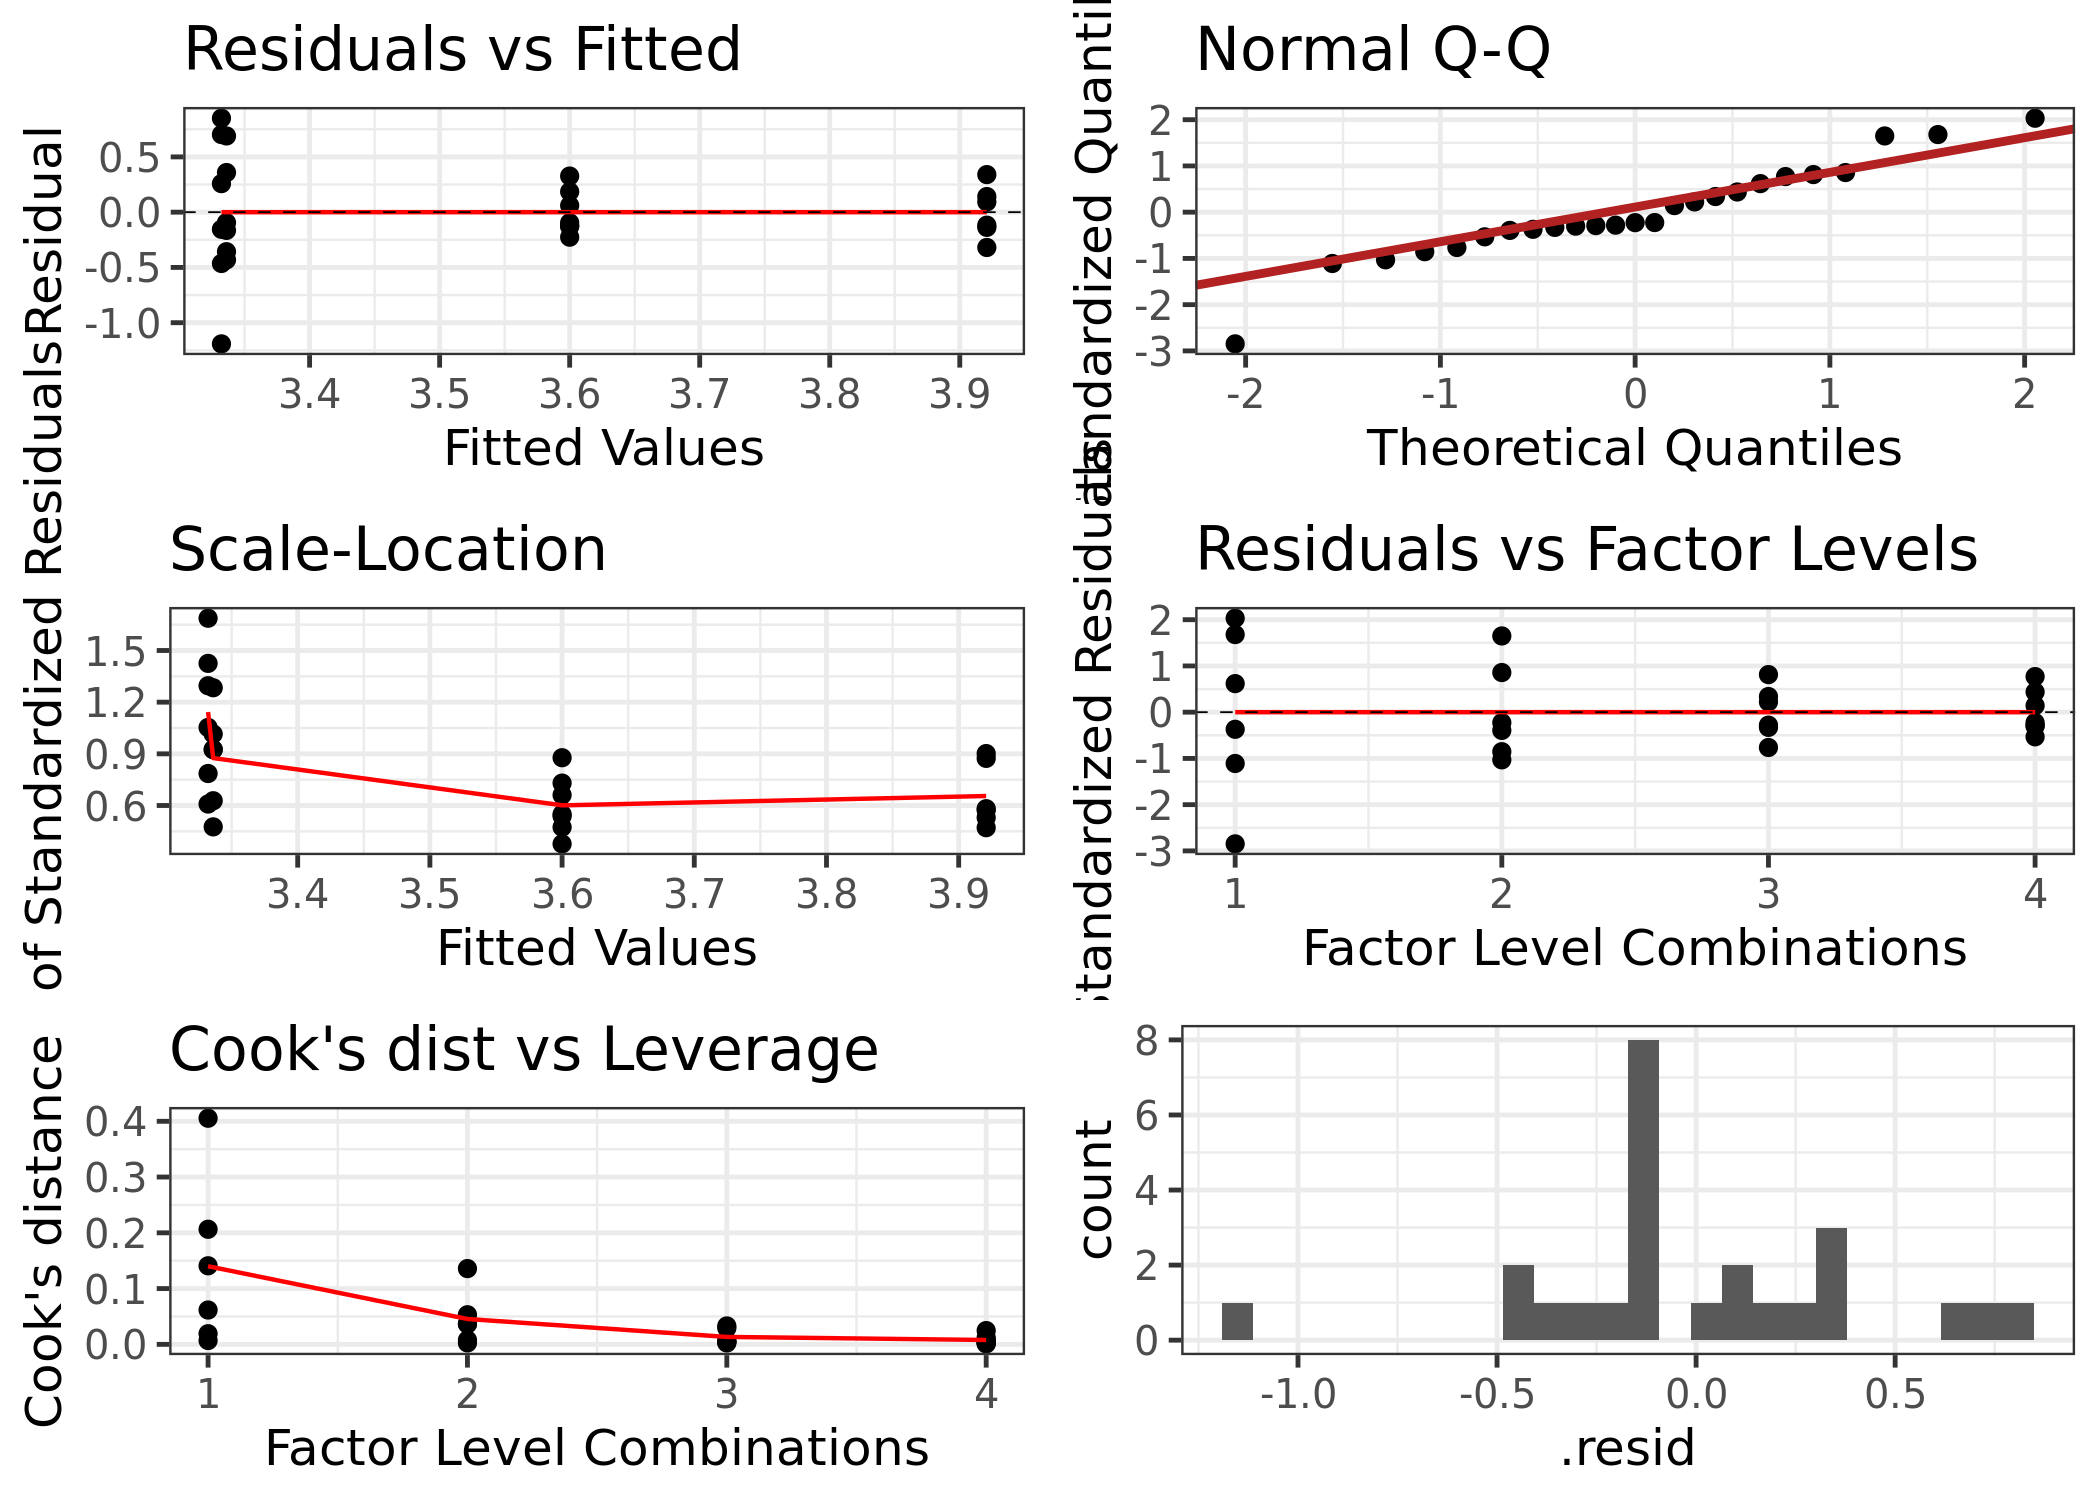 Residuals vs Fitted
Residual
0.5
0.0
-0.5
-1.0
3.4 3.5 3.6 3.7 3.8 3.9
Fitted Values
Normal Q-Q
2
1
0
-1
-2
-3
-2 -1 0 1 2
Theoretical Quantiles
Scale-Location
of Standardized Residuals
1.5
1.2
0.9
0.6
3.4 3.5 3.6 3.7 3.8 3.9
Fitted Values
Residuals vs Factor Levels
2
1
0
-1
-2
-3
1 2 3 4
Factor Level Combinations
Cook's dist vs Leverage
Cook's distance
0.4
0.3
0.2
0.1
0.0
1 2 3 4
Factor Level Combinations
count
8
6
4
2
0
-1.0 -0.5 0.0 0.5
.resid